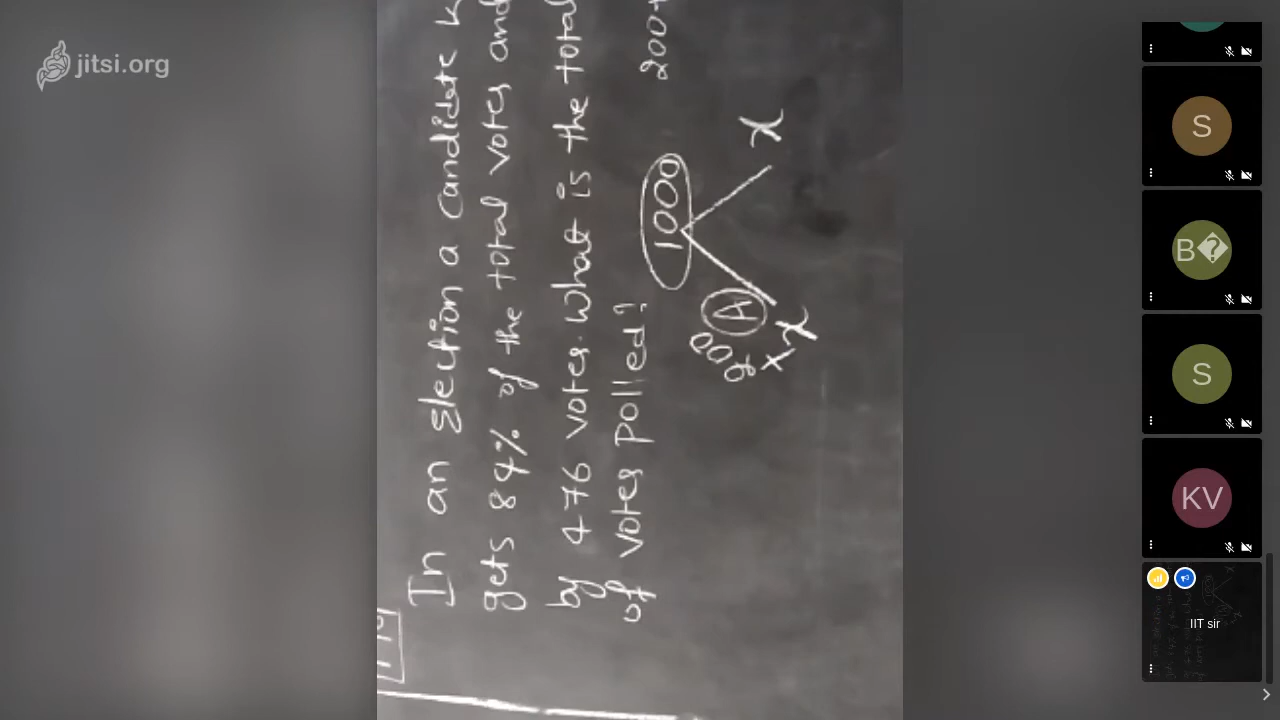 jitsi.org
In an Election a candidate
gets 84% of the total votes and
by 476 votes. What is the total
of votes polled?
1000
200+
A
800
x
x
x
S
B�
S
KV
IIT sir